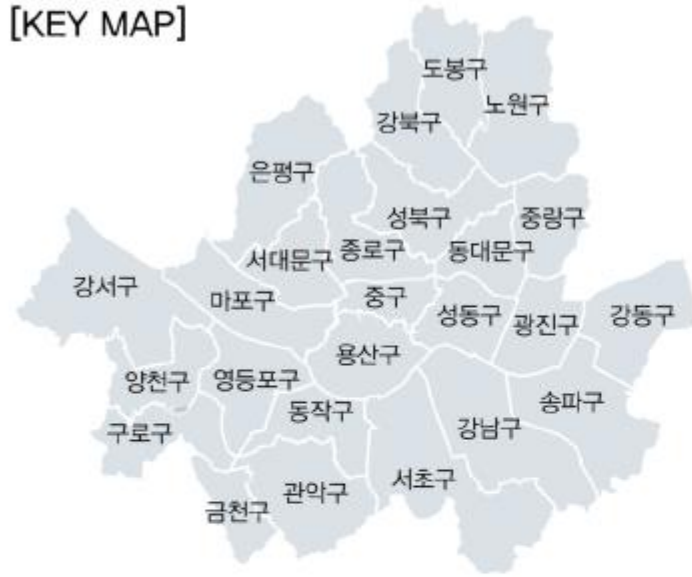 [KEY MAP]
도봉구
노원구
강북구
은평구
성북구
중랑구
서대문구
종로구
동대문구
강서구
마포구
중구
성동구
광진구
강동구
용산구
양천구
영등포구
동작구
송파구
구로구
강남구
관악구
서초구
금천구